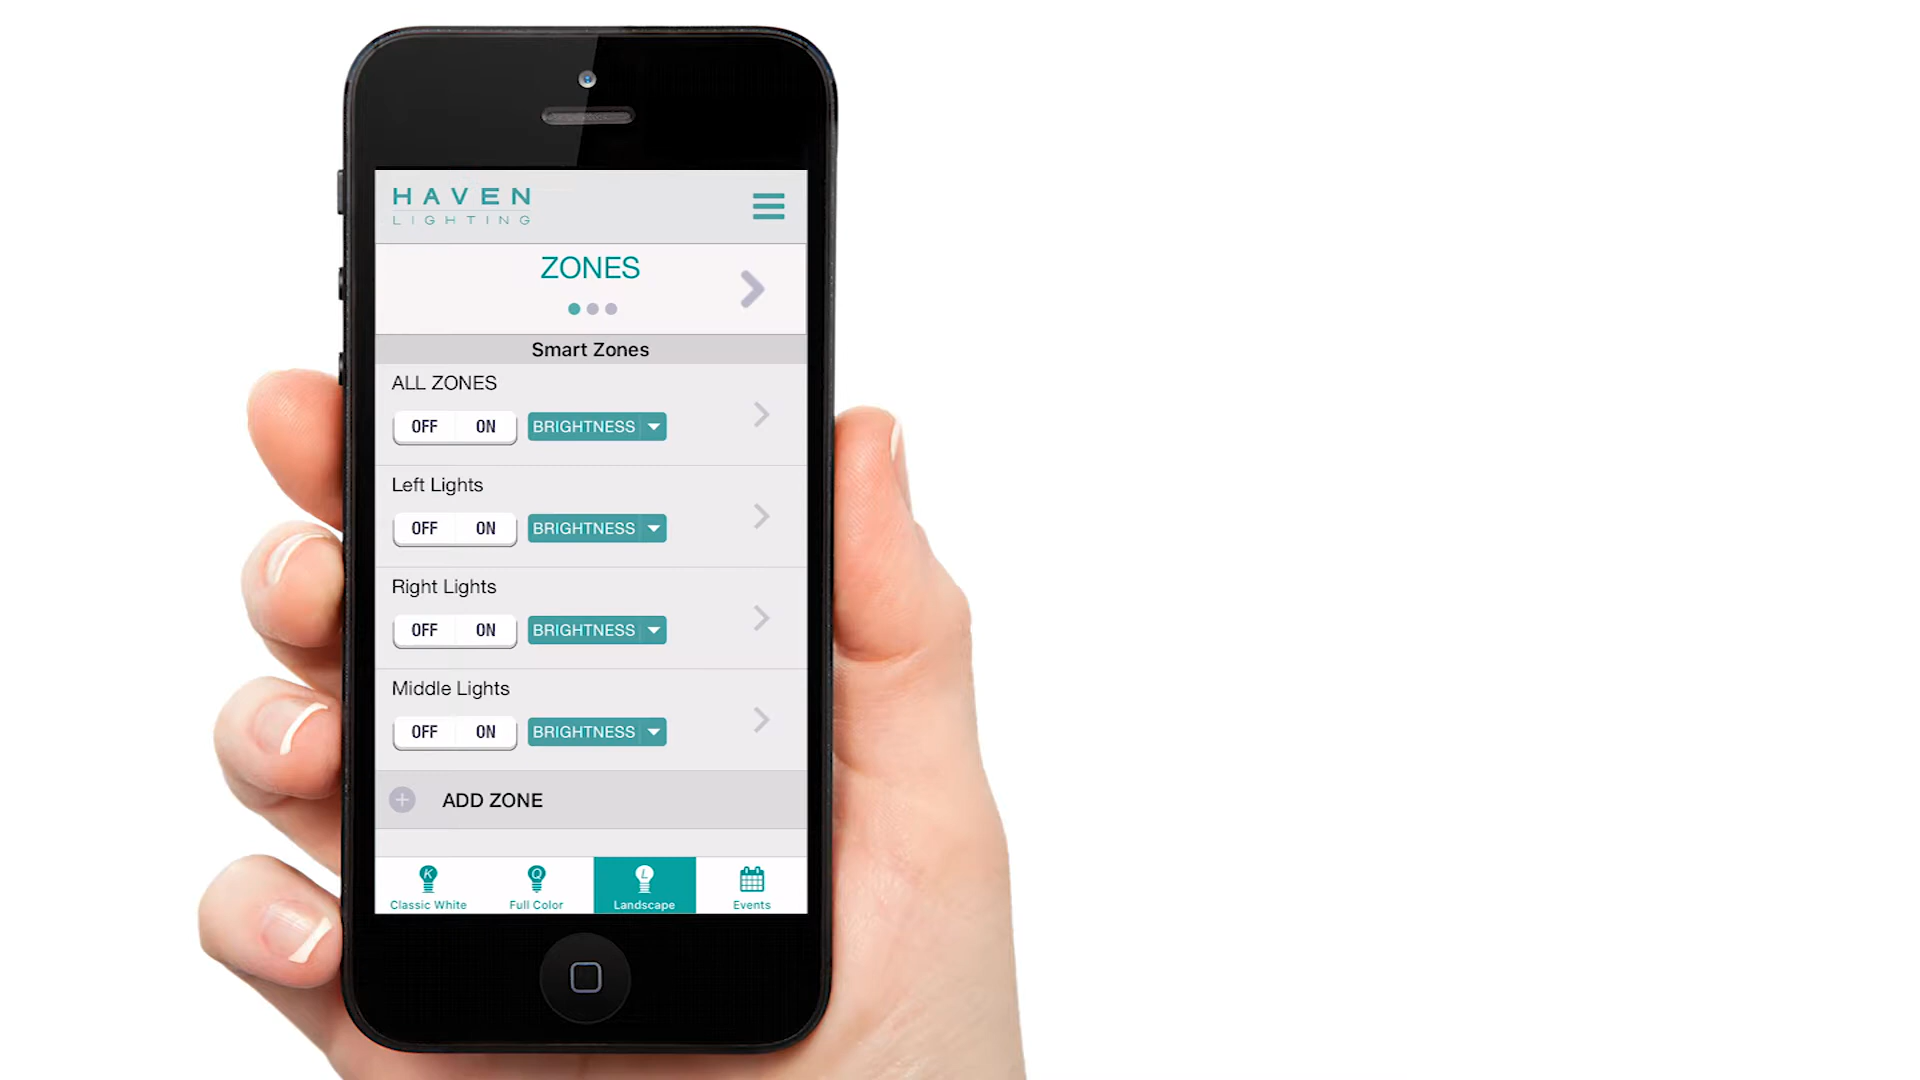 HAVEN
LIGHTING
ZONES
Smart Zones
ALL ZONES
OFF ON BRIGHTNESS
Left Lights
OFF ON BRIGHTNESS
Right Lights
OFF ON BRIGHTNESS
Middle Lights
OFF ON BRIGHTNESS
ADD ZONE
K Q L
Classic White Full Color Landscape Events